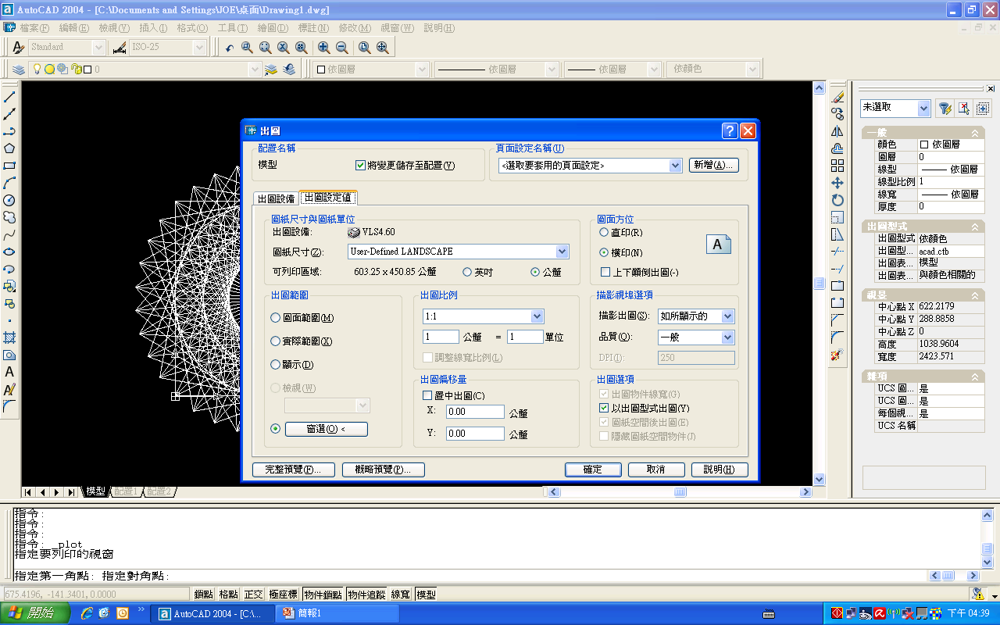 AutoCAD 2004 - [C:\Documents and Settings\JOE\桌面\Drawing1.dwg]
檔案(F) 編輯(E) 檢視(V) 插入(I) 格式(O) 工具(T) 繪圖(D) 標註(N) 修改(M) 視窗(W) 說明(H)
Standard ISO-25
0 依圖層 依圖層 依圖層 依顏色
出圖
配置名稱
模型
將變更儲存至配置(V)
頁面設定名稱(U)
<選取要套用的頁面設定>
新增(A)...
出圖設備 出圖設定值
圖紙尺寸與圖紙單位
出圖設備: VLS4.60
圖紙尺寸(Z): User-Defined LANDSCAPE
可列印區域: 603.25 x 450.85 公釐 英吋 公釐
圖面方位
直印(R)
橫印(N)
A
上下顛倒出圖(-)
出圖範圍
圖面範圍(M)
實際範圍(X)
顯示(D)
檢視(W)
窗選(O) <
出圖比例
1:1
1 公釐 = 1 單位
調整線寬比例(L)
出圖偏移量
置中出圖(C)
X: 0.00 公釐
Y: 0.00 公釐
描影視埠選項
描影出圖(S): 如所顯示的
品質(Q): 一般
DPI(I): 250
出圖選項
出圖物件線寬(G)
以出圖型式出圖(Y)
圖紙空間後出圖(E)
隱藏圖紙空間物件(J)
完整預覽(F)... 概略預覽(P)... 確定 取消 說明(H)
未選取
一般
顏色 依圖層
圖層 0
線型 依圖層
線型比例 1
線寬 依圖層
厚度 0
出圖型式
出圖型式 依顏色
出圖型... acad.ctb
出圖表... 模型
出圖表... 與顏色相關的
視景
中心點 X 622.2179
中心點 Y 288.8858
中心點 Z 0
高度 1038.9604
寬度 2423.571
雜項
UCS 圖... 是
UCS 圖... 是
每個視... 是
UCS 名稱
模型 配置1 配置2
指令:
指令:
指令:
指令: _plot
指定要列印的視窗
指定第一角點: 指定對角點:
675.4196, -141.3401, 0.0000 鎖點 格點 正交 極座標 物件鎖點 物件追蹤 線寬 模型
開始 AutoCAD 2004 - [C:\... 簡報1 下午 04:39